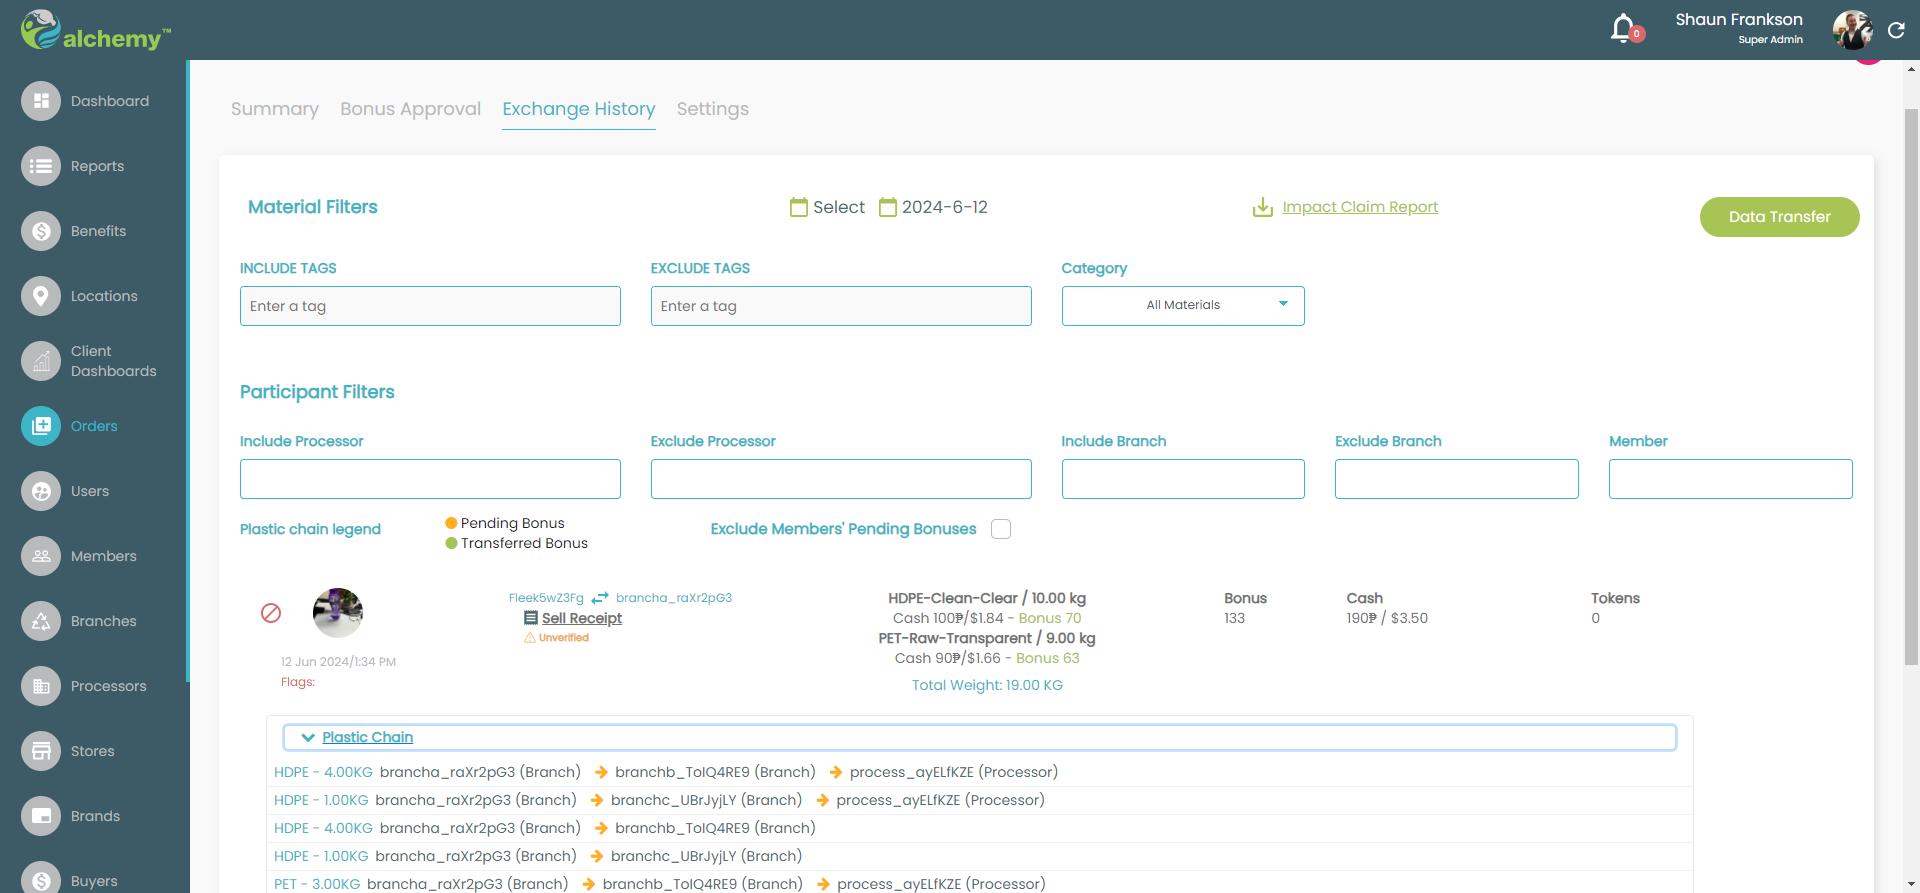 alchemy™
0
Shaun Frankson
Super Admin
Dashboard
Reports
Benefits
Locations
Client
Dashboards
Orders
Users
Members
Branches
Processors
Stores
Brands
Buyers
Summary
Bonus Approval
Exchange History
Settings
Material Filters
Select
2024-6-12
Impact Claim Report
Data Transfer
INCLUDE TAGS
EXCLUDE TAGS
Category
Enter a tag
Enter a tag
All Materials
Participant Filters
Include Processor
Exclude Processor
Include Branch
Exclude Branch
Member
Plastic chain legend
Pending Bonus
Transferred Bonus
Exclude Members' Pending Bonuses
12 Jun 2024/1:34 PM
Flags:
Fleek5wZ3Fg brancha_raXr2pG3
Sell Receipt
Unverified
HDPE-Clean-Clear / 10.00 kg
Cash 100₱/$1.84 - Bonus 70
PET-Raw-Transparent / 9.00 kg
Cash 90₱/$1.66 - Bonus 63
Total Weight: 19.00 KG
Bonus
133
Cash
190₱ / $3.50
Tokens
0
Plastic Chain
HDPE - 4.00KG brancha_raXr2pG3 (Branch) branchb_ToIQ4RE9 (Branch) process_ayELfKZE (Processor)
HDPE - 1.00KG brancha_raXr2pG3 (Branch) branchc_UBrJyjLY (Branch) process_ayELfKZE (Processor)
HDPE - 4.00KG brancha_raXr2pG3 (Branch) branchb_ToIQ4RE9 (Branch)
HDPE - 1.00KG brancha_raXr2pG3 (Branch) branchc_UBrJyjLY (Branch)
PET - 3.00KG brancha_raXr2pG3 (Branch) branchb_ToIQ4RE9 (Branch) process_ayELfKZE (Processor)